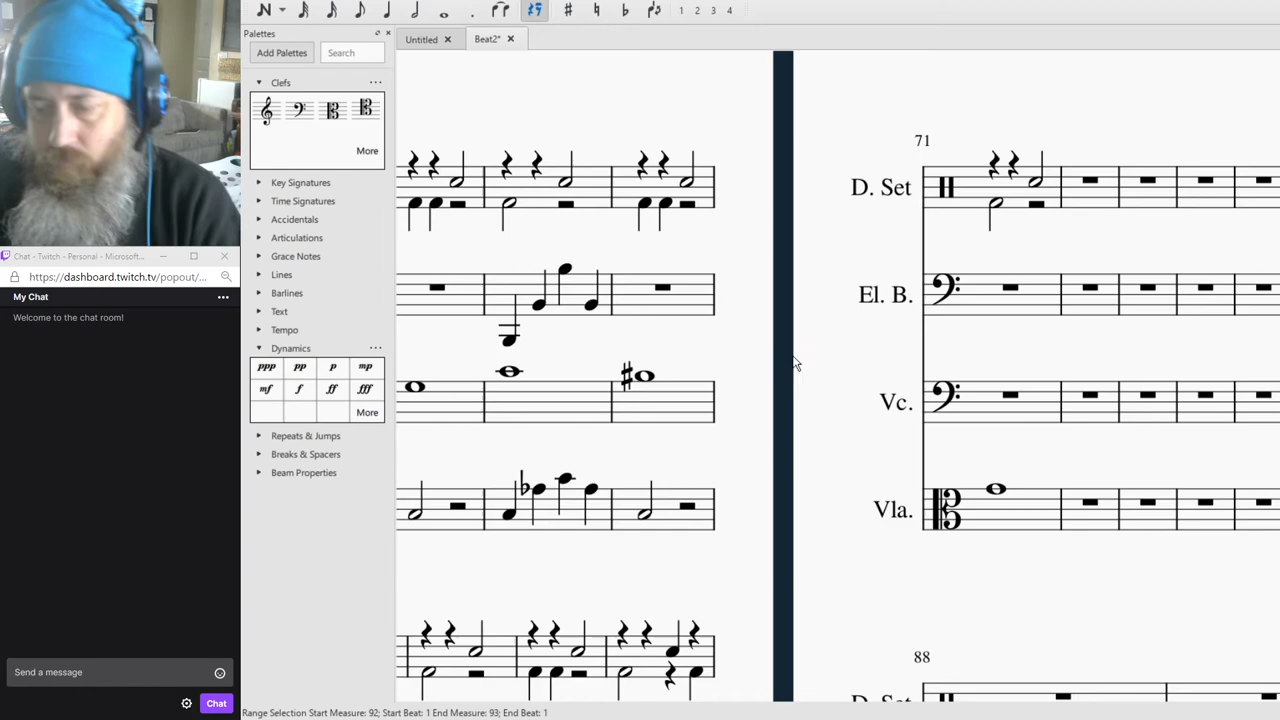 1 2 3 4
Palettes
Untitled
Beat2*
Add Palettes
Search
Clefs
More
Key Signatures
Time Signatures
Accidentals
Articulations
Grace Notes
Lines
Barlines
Text
Tempo
Dynamics
ppp pp p mp
mf f ff fff
More
Repeats & Jumps
Breaks & Spacers
Beam Properties
Chat - Twitch - Personal - Microsoft...
https://dashboard.twitch.tv/popout/...
My Chat
Welcome to the chat room!
Send a message
Chat
71
D. Set
El. B.
Vc.
Vla.
88
D. Set
Range Selection Start Measure: 92; Start Beat: 1 End Measure: 93; End Beat: 1